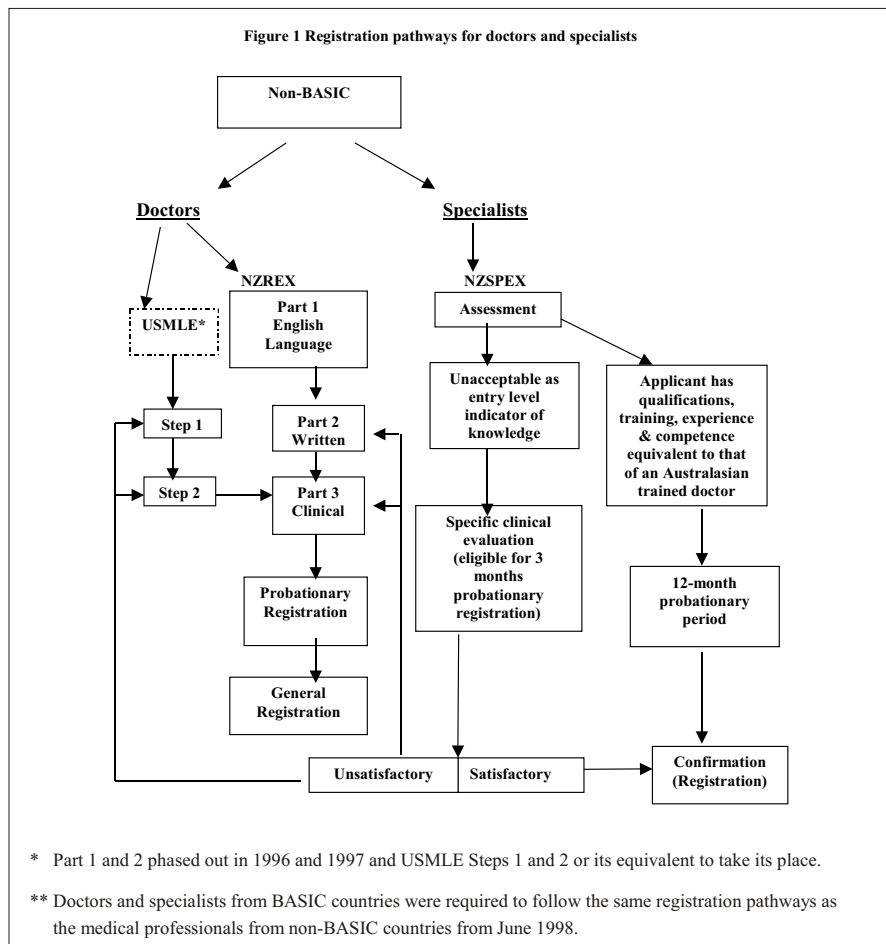 Figure 1 Registration pathways for doctors and specialists
Non-BASIC
Doctors
Specialists
NZREX
NZSPEX
USMLE*
Part 1
English
Language
Assessment
Unacceptable as
entry level
indicator of
knowledge
Applicant has
qualifications,
training, experience
& competence
equivalent to that
of an Australasian
trained doctor
Step 1
Part 2
Written
Step 2
Part 3
Clinical
Specific clinical
evaluation
(eligible for 3
months
probationary
registration)
Probationary
Registration
12-month
probationary
period
General
Registration
Unsatisfactory
Satisfactory
Confirmation
(Registration)
* Part 1 and 2 phased out in 1996 and 1997 and USMLE Steps 1 and 2 or its equivalent to take its place.
** Doctors and specialists from BASIC countries were required to follow the same registration pathways as
the medical professionals from non-BASIC countries from June 1998.